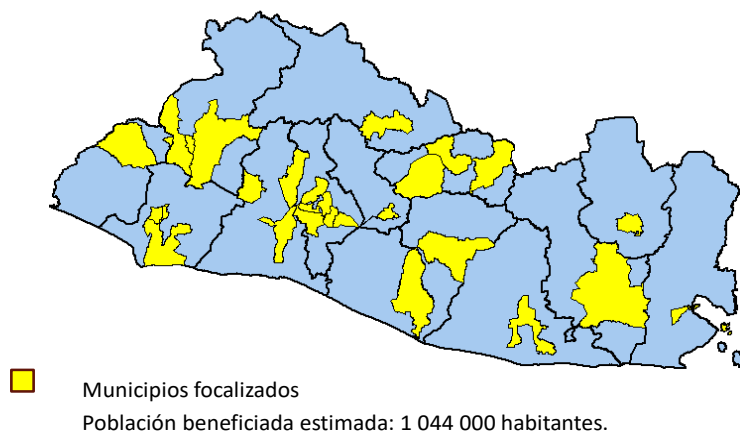 Municipios focalizados
Población beneficiada estimada: 1 044 000 habitantes.